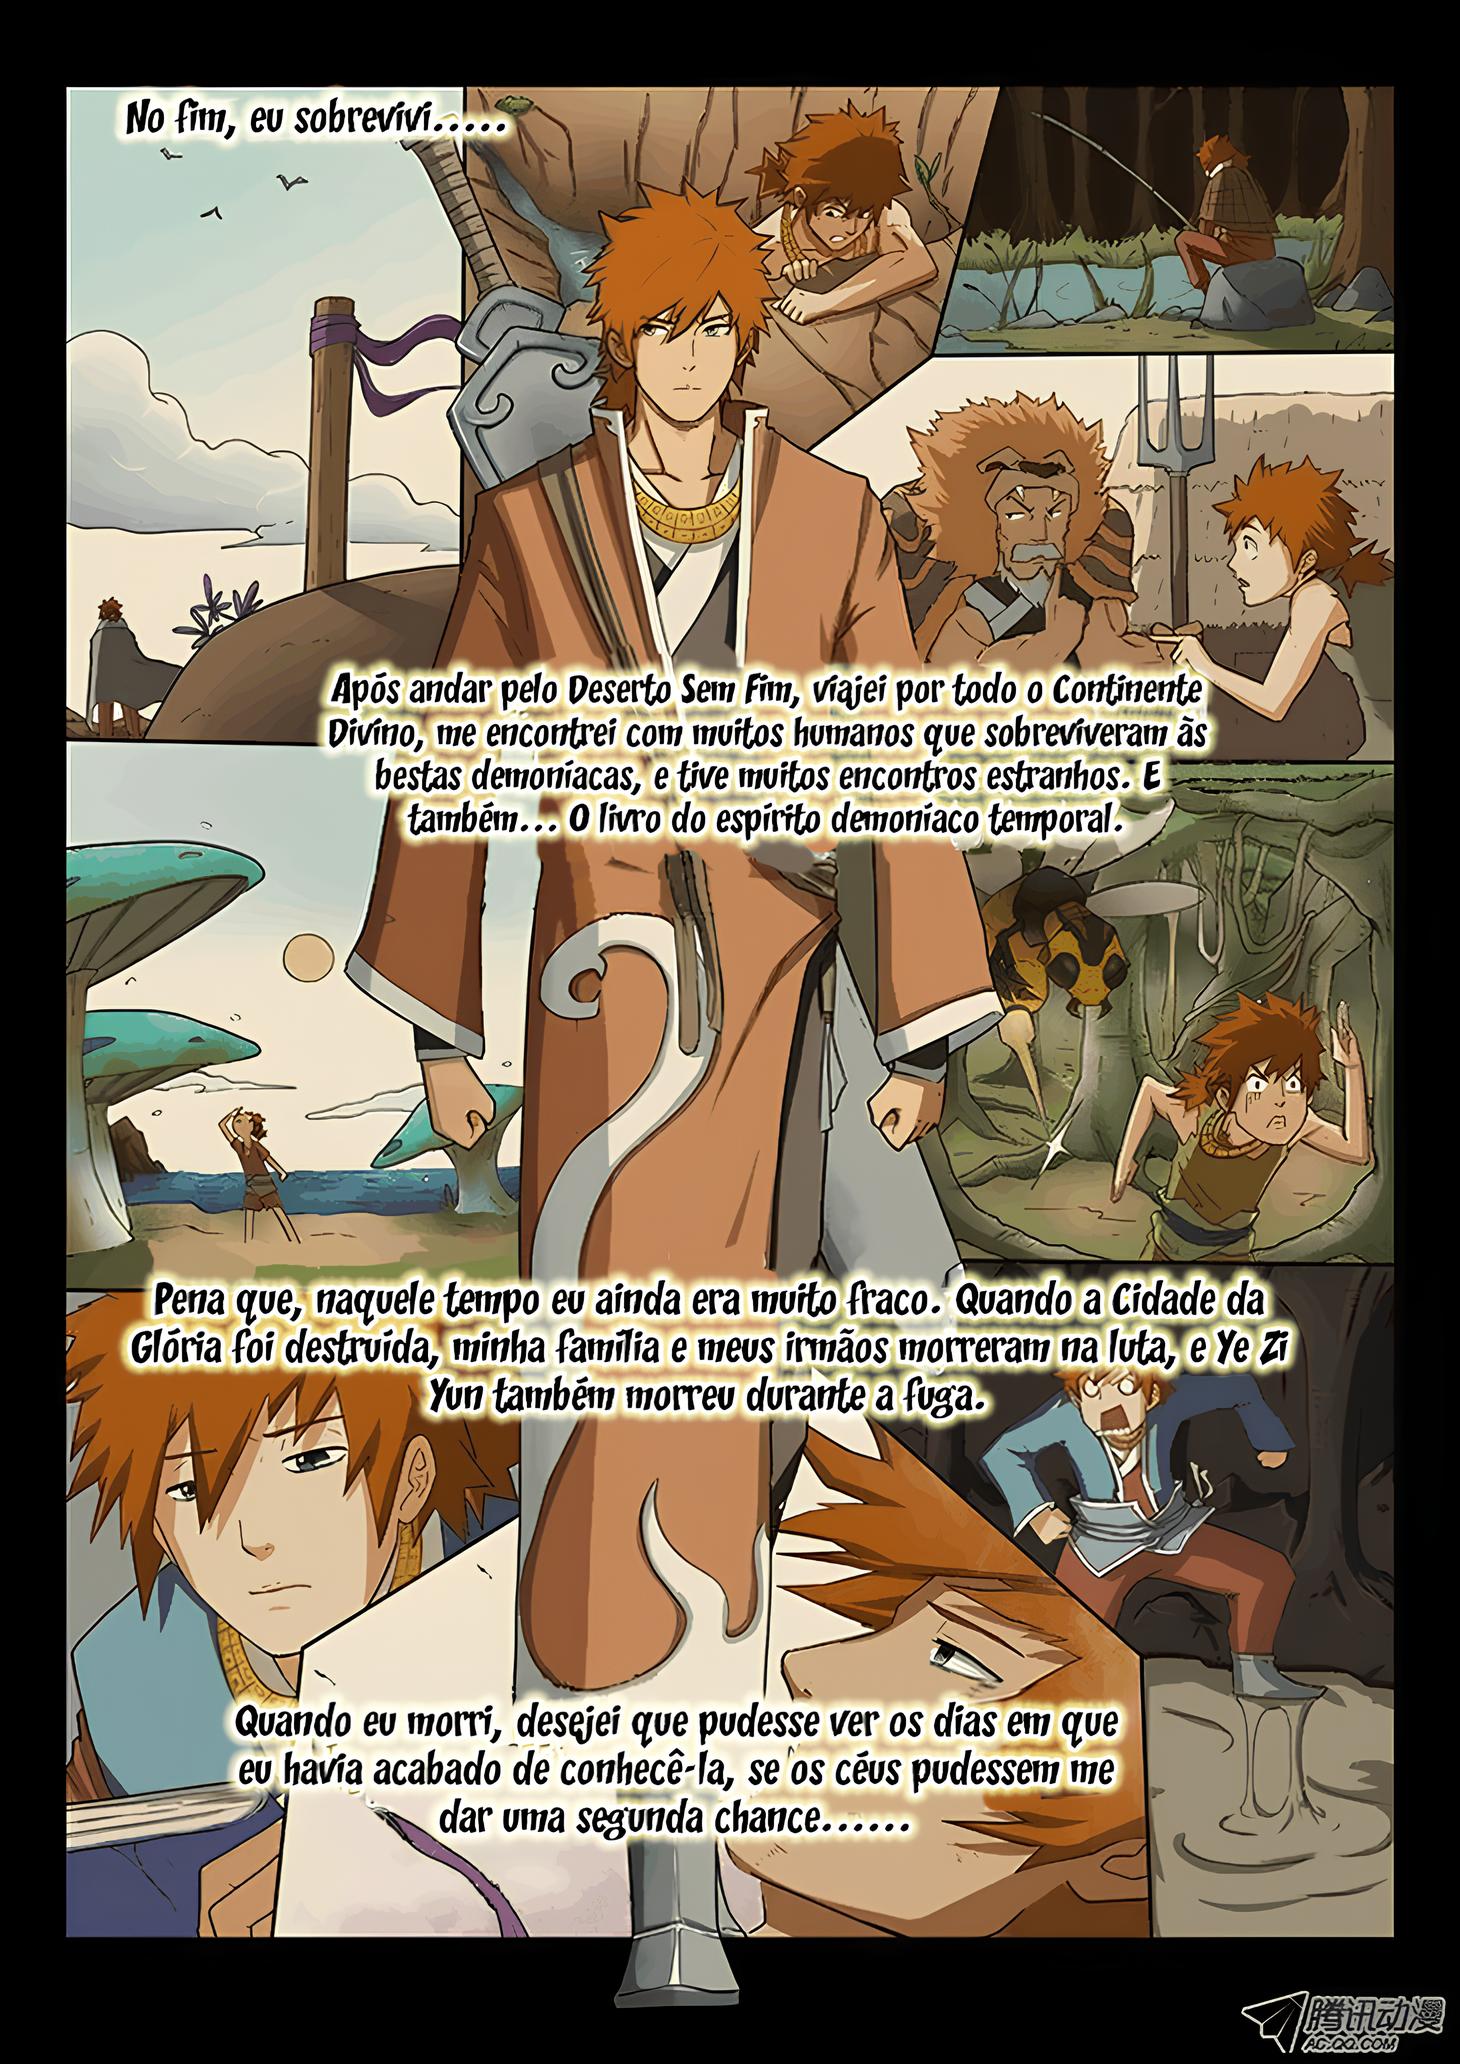 No fim, eu sobrevivi.....
Após andar pelo Deserto Sem Fim, viajei por todo o Continente
Divino, me encontrei com muitos humanos que sobreviveram às
bestas demoníacas, e tive muitos encontros estranhos. E
também... O livro do espírito demoníaco temporal.
Pena que, naquele tempo eu ainda era muito fraco. Quando a Cidade da
Glória foi destruída, minha família e meus irmãos morreram na luta, e Ye Zi
Yun também morreu durante a fuga.
Quando eu morri, desejei que pudesse ver os dias em que
eu havia acabado de conhecê-la, se os céus pudessem me
dar uma segunda chance......
腾讯动漫
AC.QQ.COM